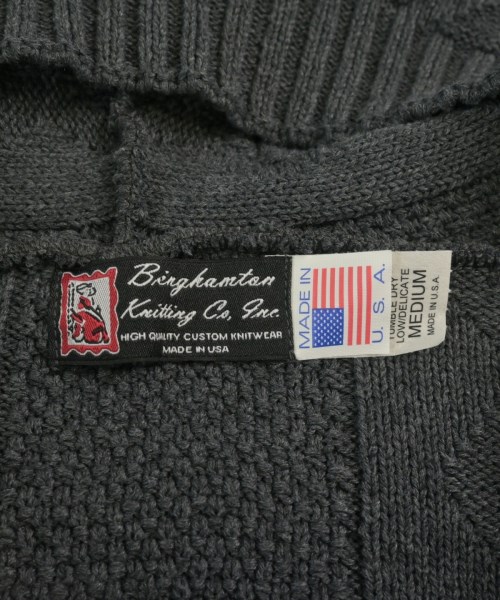 Binghamton
Knitting Co, Inc.
HIGH QUALITY CUSTOM KNITWEAR
MADE IN USA
MADE IN
U. S. A.
TUMBLE DRY
LOW/DELICATE
MEDIUM
MADE IN U.S.A.